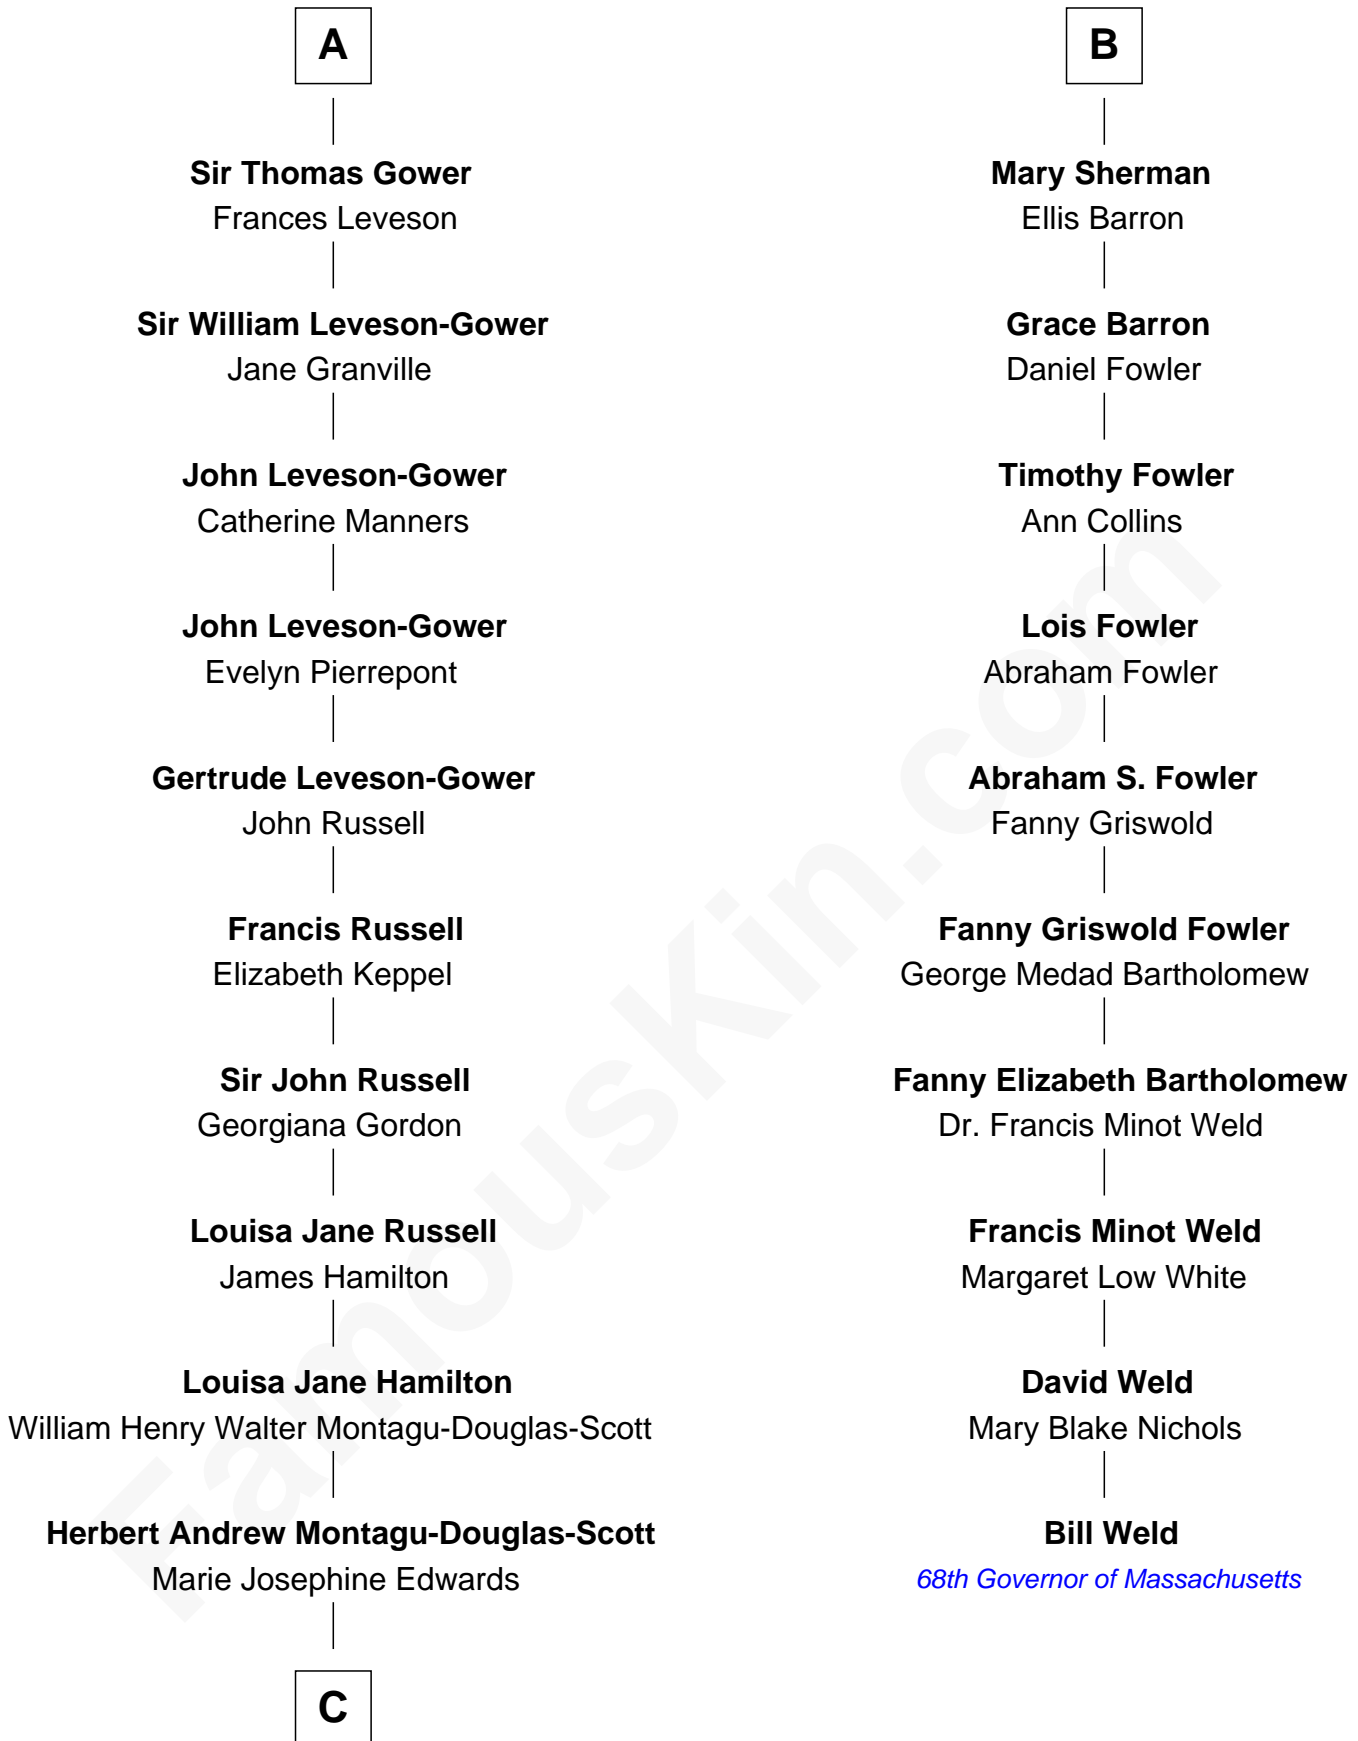 A
Sir Thomas Gower
Frances Leveson
Sir William Leveson-Gower
Jane Granville
John Leveson-Gower
Catherine Manners
John Leveson-Gower
Evelyn Pierrepont
Gertrude Leveson-Gower
John Russell
Francis Russell
Elizabeth Keppel
Sir John Russell
Georgiana Gordon
Louisa Jane Russell
James Hamilton
Louisa Jane Hamilton
William Henry Walter Montagu-Douglas-Scott
Herbert Andrew Montagu-Douglas-Scott
Marie Josephine Edwards
C
B
Mary Sherman
Ellis Barron
Grace Barron
Daniel Fowler
Timothy Fowler
Ann Collins
Lois Fowler
Abraham Fowler
Abraham S. Fowler
Fanny Griswold
Fanny Griswold Fowler
George Medad Bartholomew
Fanny Elizabeth Bartholomew
Dr. Francis Minot Weld
Francis Minot Weld
Margaret Low White
David Weld
Mary Blake Nichols
Bill Weld
68th Governor of Massachusetts
FamousKin.com